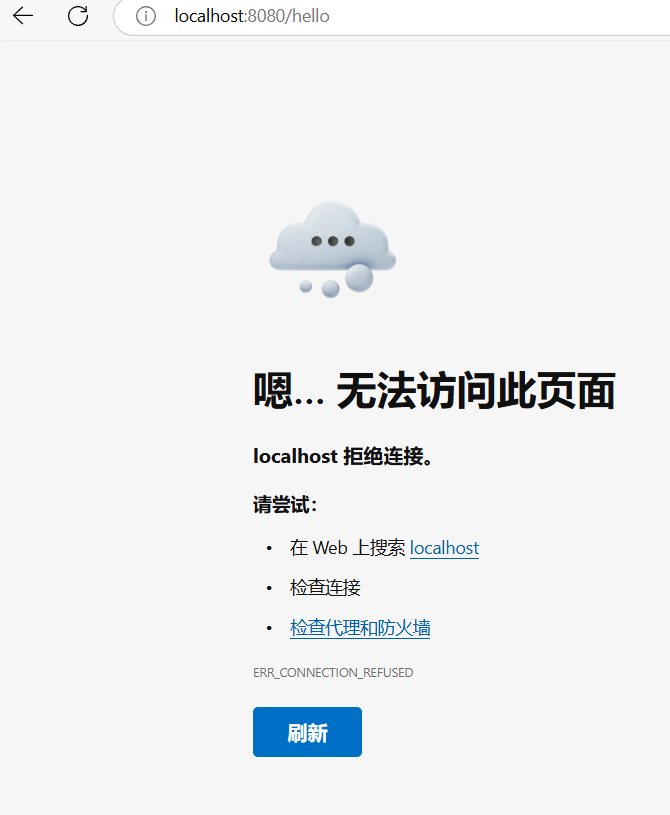 localhost:8080/hello
嗯... 无法访问此页面
localhost 拒绝连接。
请尝试：
• 在 Web 上搜索 localhost
• 检查连接
• 检查代理和防火墙
ERR_CONNECTION_REFUSED
刷新